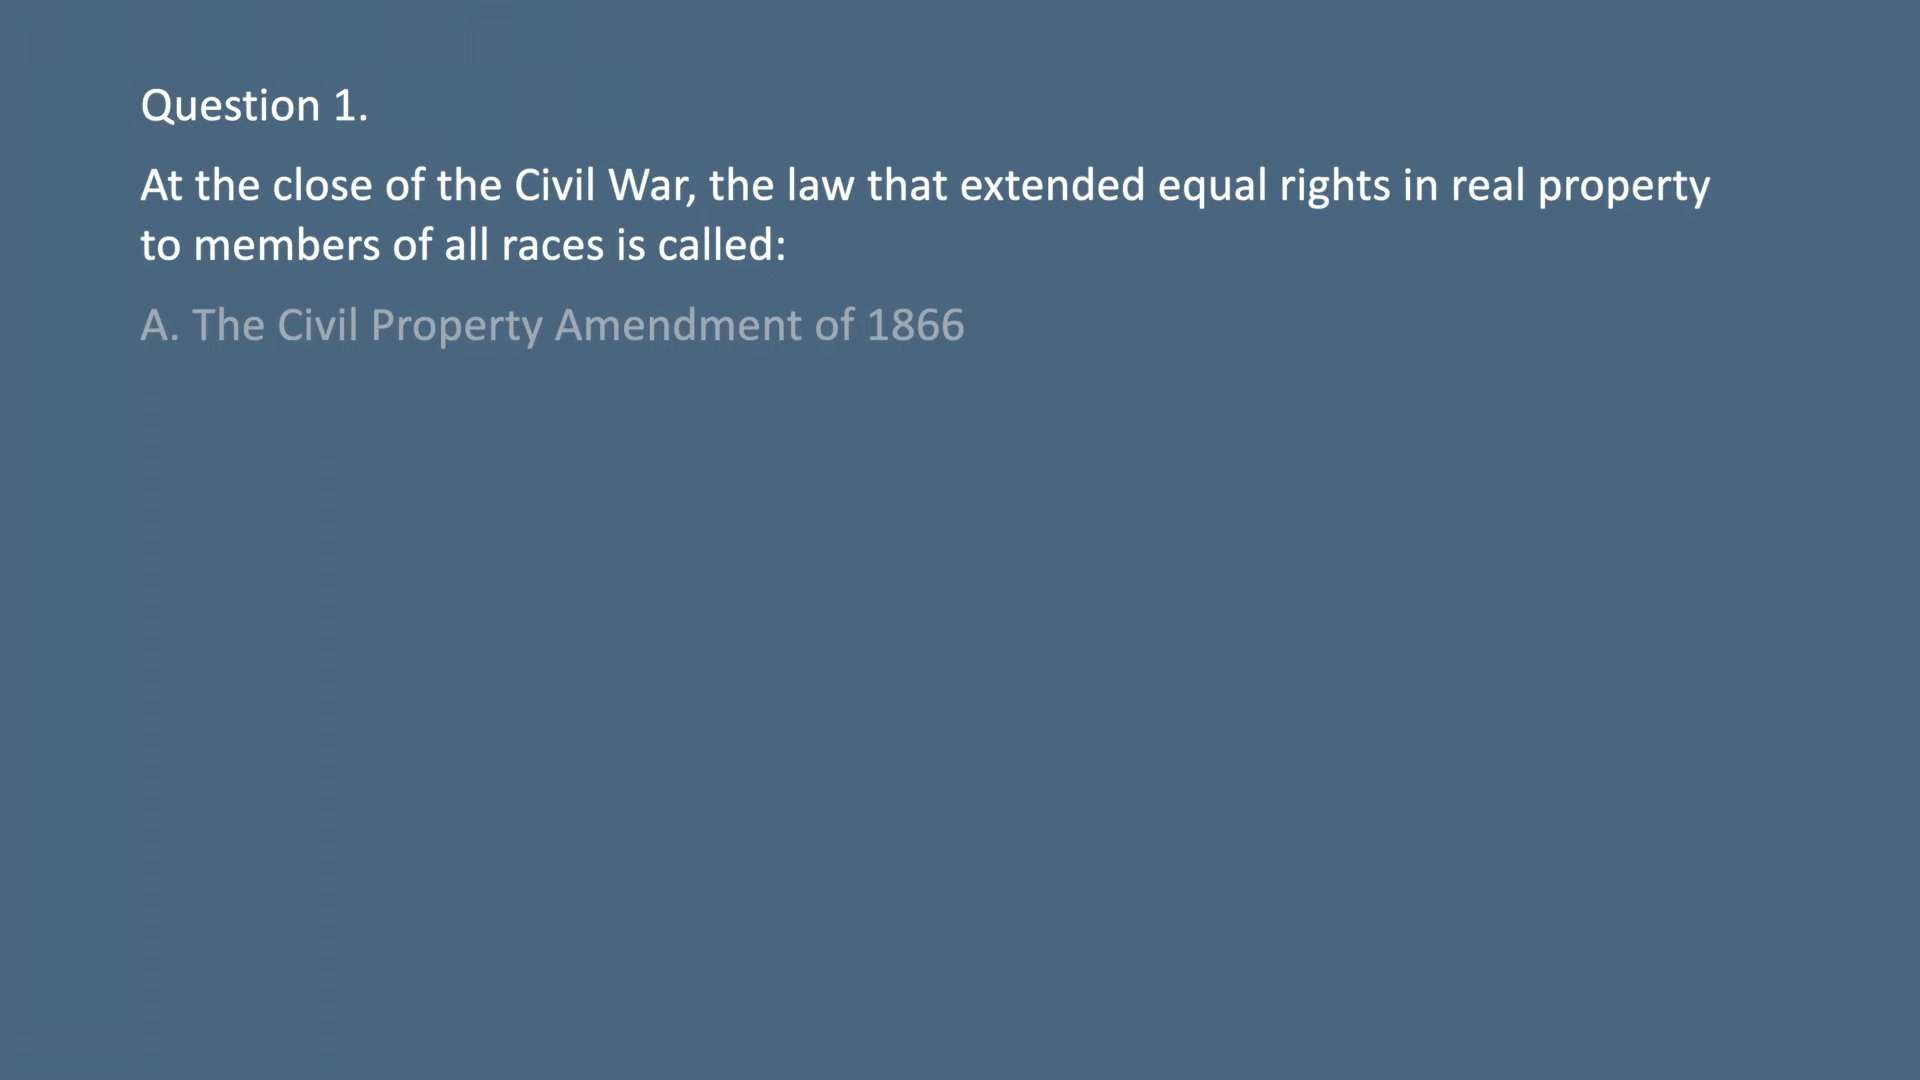 Question 1.
At the close of the Civil War, the law that extended equal rights in real property
to members of all races is called:
A. The Civil Property Amendment of 1866